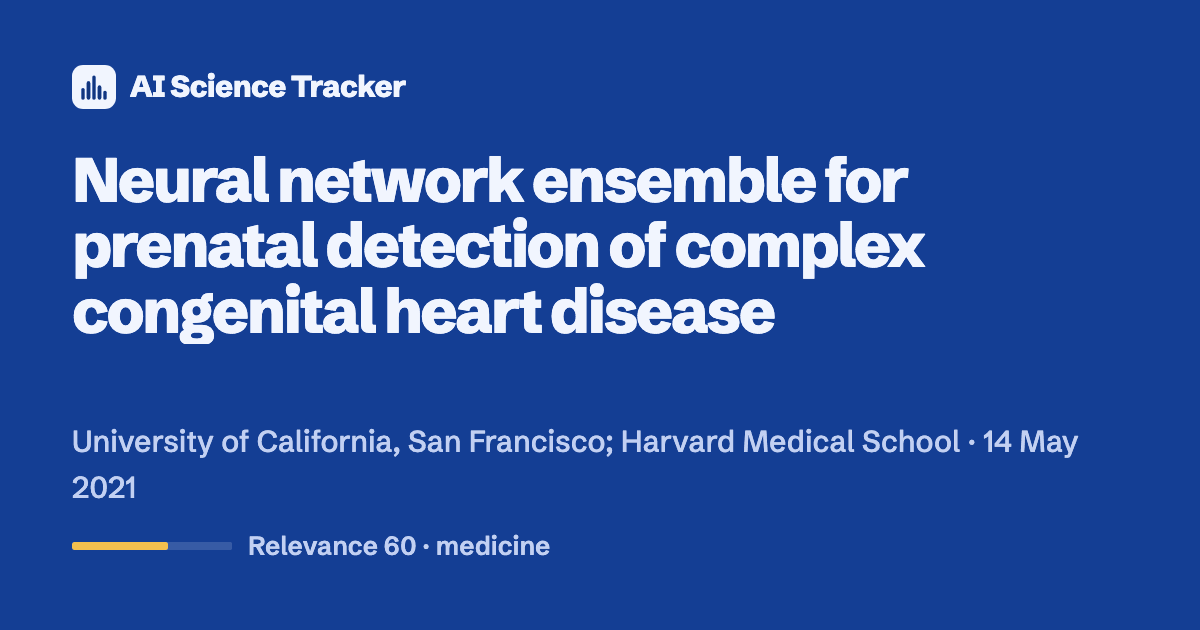 AI Science Tracker
Neural network ensemble for
prenatal detection of complex
congenital heart disease
University of California, San Francisco; Harvard Medical School · 14 May
2021
Relevance 60 · medicine